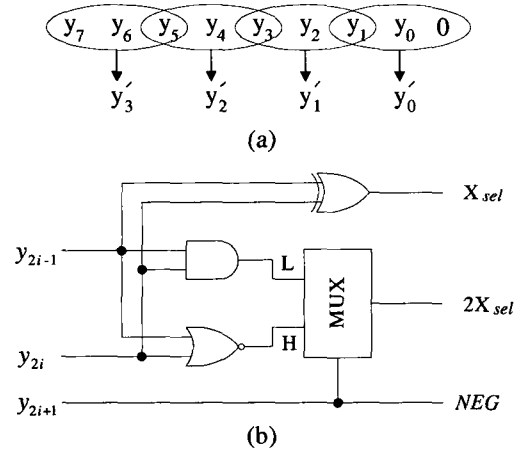 y7 y6 y5 y4 y3 y2 y1 y0 0
y′3 y′2 y′1 y′0
(a)
Xsel
y2i-1
L
MUX
2Xsel
H
y2i
y2i+1
NEG
(b)